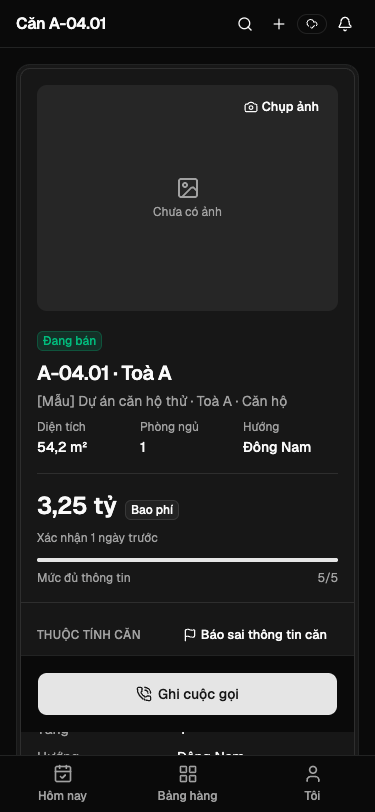 Căn A-04.01
Chụp ảnh
Chưa có ảnh
Đang bán
A-04.01 · Toà A
[Mẫu] Dự án căn hộ thử · Toà A · Căn hộ
Diện tích Phòng ngủ Hướng
54,2 m² 1 Đông Nam
3,25 tỷ Bao phí
Xác nhận 1 ngày trước
Mức đủ thông tin 5/5
THUỘC TÍNH CĂN Báo sai thông tin căn
Ghi cuộc gọi
Hôm nay Bảng hàng Tôi